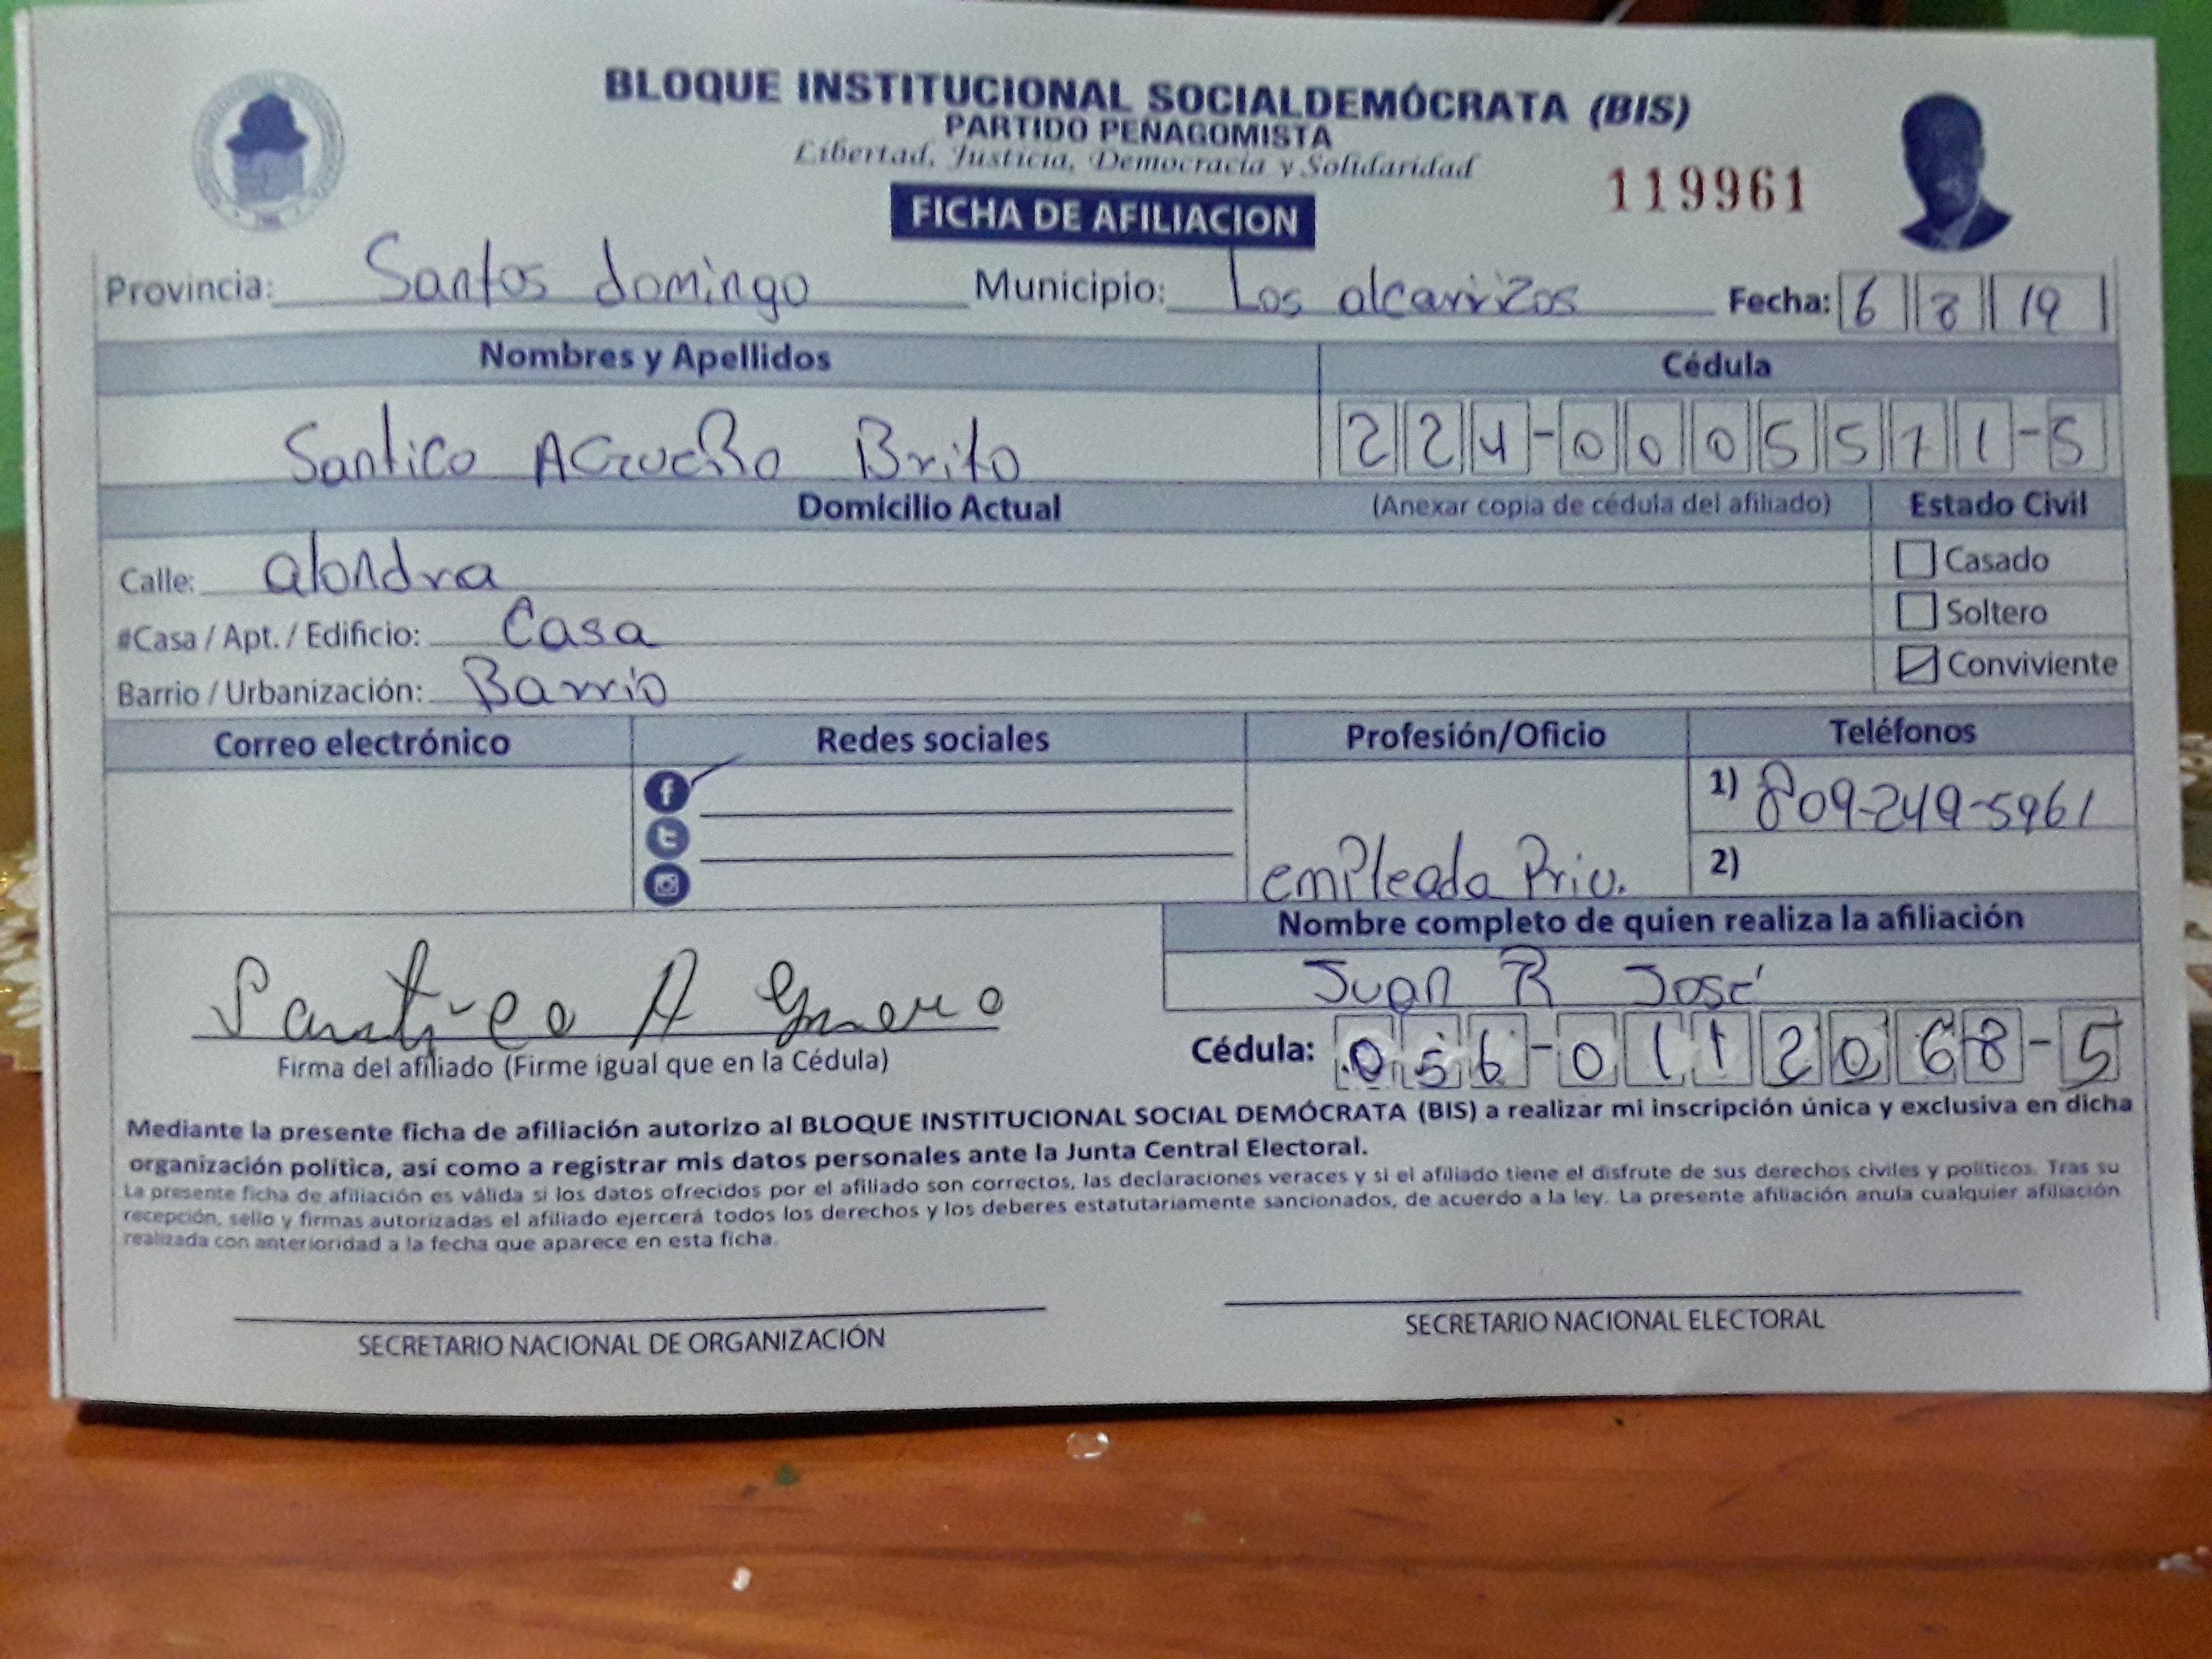 BLOQUE INSTITUCIONAL SOCIALDEMÓCRATA (BIS)
PARTIDO PEÑAGOMISTA
Libertad, Justicia, Democracia y Solidaridad
119961
FICHA DE AFILIACION
Provincia: Santos domingo Municipio: Los alcarrizos Fecha: 6 8 19
Nombres y Apellidos Cédula
Santico Brito 224-0005571-5
Domicilio Actual (Anexar copia de cédula del afiliado) Estado Civil
Calle: alondra Casado
#Casa / Apt. / Edificio: Casa Soltero
Barrio / Urbanización: Barrio Conviviente
Correo electrónico Redes sociales Profesión/Oficio Teléfonos
1) 809-249-5961
empleada Priv. 2)
Nombre completo de quien realiza la afiliación
Juan R José
Santico A
Firma del afiliado (Firme igual que en la Cédula) Cédula: 056-0112068-5
Mediante la presente ficha de afiliación autorizo al BLOQUE INSTITUCIONAL SOCIAL DEMÓCRATA (BIS) a realizar mi inscripción única y exclusiva en dicha
organización política, así como a registrar mis datos personales ante la Junta Central Electoral.
La presente ficha de afiliación es válida si los datos ofrecidos por el afiliado son correctos, las declaraciones veraces y si el afiliado tiene el disfrute de sus derechos civiles y políticos. Tras su
recepción, sello y firmas autorizadas el afiliado ejercerá todos los derechos y los deberes estatutariamente sancionados, de acuerdo a la ley. La presente afiliación anula cualquier afiliación
realizada con anterioridad a la fecha que aparece en esta ficha.
SECRETARIO NACIONAL DE ORGANIZACIÓN SECRETARIO NACIONAL ELECTORAL